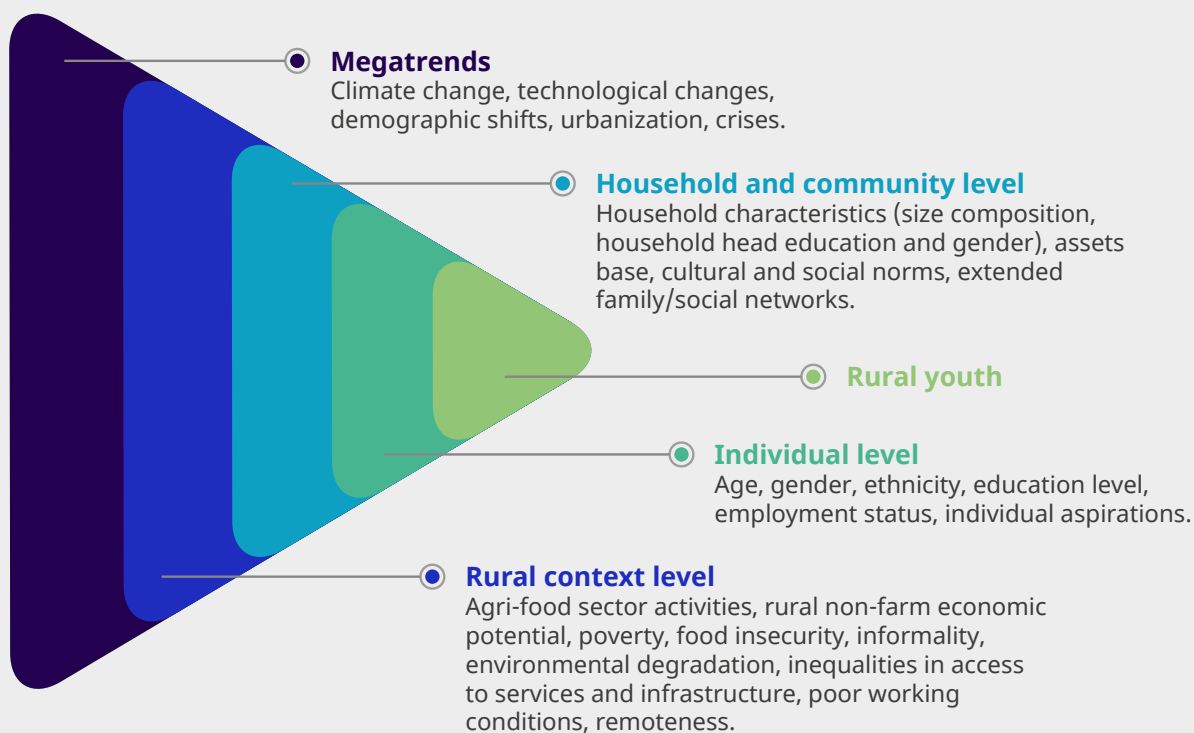 Megatrends
Climate change, technological changes,
demographic shifts, urbanization, crises.
Household and community level
Household characteristics (size composition,
household head education and gender), assets
base, cultural and social norms, extended
family/social networks.
Rural youth
Individual level
Age, gender, ethnicity, education level,
employment status, individual aspirations.
Rural context level
Agri-food sector activities, rural non-farm economic
potential, poverty, food insecurity, informality,
environmental degradation, inequalities in access
to services and infrastructure, poor working
conditions, remoteness.